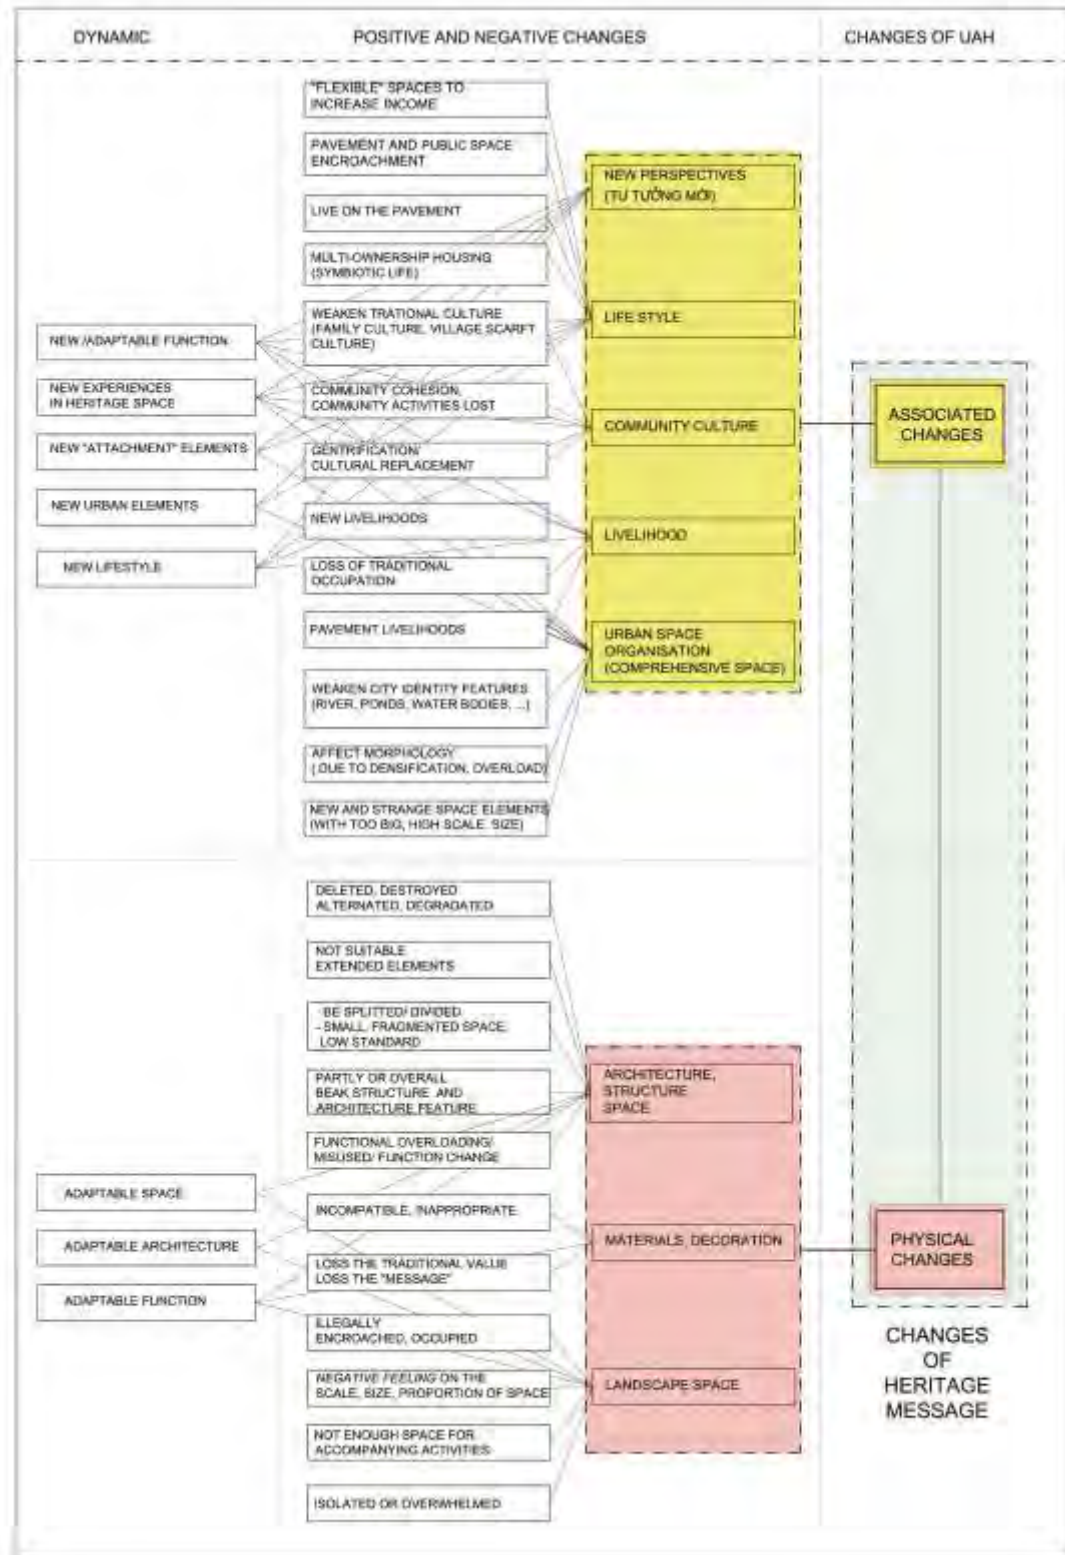 DYNAMIC
POSITIVE AND NEGATIVE CHANGES
CHANGES OF UAH
"FLEXIBLE" SPACES TO
INCREASE INCOME
PAVEMENT AND PUBLIC SPACE
ENCROACHMENT
LIVE ON THE PAVEMENT
MULTI-OWNERSHIP HOUSING
(SYMBIOTIC LIFE)
WEAKEN TRATIONAL CULTURE
(FAMILY CULTURE, VILLAGE SCARFT
CULTURE)
COMMUNITY COHESION,
COMMUNITY ACTIVITIES LOST
GENTRIFICATION/
CULTURAL REPLACEMENT
NEW LIVELIHOODS
LOSS OF TRADITIONAL
OCCUPATION
PAVEMENT LIVELIHOODS
WEAKEN CITY IDENTITY FEATURES
(RIVER, PONDS, WATER BODIES, ...)
AFFECT MORPHOLOGY
( DUE TO DENSIFICATION, OVERLOAD)
NEW AND STRANGE SPACE ELEMENTS
(WITH TOO BIG, HIGH SCALE. SIZE)
NEW /ADAPTABLE FUNCTION
NEW EXPERIENCES
IN HERITAGE SPACE
NEW "ATTACHMENT" ELEMENTS
NEW URBAN ELEMENTS
NEW LIFESTYLE
NEW PERSPECTIVES
(TƯ TƯỞNG MỚI)
LIFE STYLE
COMMUNITY CULTURE
LIVELIHOOD
URBAN SPACE
ORGANISATION
(COMPREHENSIVE SPACE)
ASSOCIATED
CHANGES
DELETED, DESTROYED
ALTERNATED, DEGRADATED
NOT SUITABLE
EXTENDED ELEMENTS
- BE SPLITTED/ DIVIDED
- SMALL, FRAGMENTED SPACE,
LOW STANDARD
PARTLY OR OVERALL
BEAK STRUCTURE AND
ARCHITECTURE FEATURE
FUNCTIONAL OVERLOADING/
MISUSED/ FUNCTION CHANGE
INCOMPATIBLE, INAPPROPRIATE
LOSS THE TRADITIONAL VALUE
LOSS THE "MESSAGE"
ILLEGALLY
ENCROACHED, OCCUPIED
NEGATIVE FEELING ON THE
SCALE, SIZE, PROPORTION OF SPACE
NOT ENOUGH SPACE FOR
ACCOMPANYING ACTIVITIES
ISOLATED OR OVERWHELMED
ADAPTABLE SPACE
ADAPTABLE ARCHITECTURE
ADAPTABLE FUNCTION
ARCHITECTURE,
STRUCTURE
SPACE
MATERIALS, DECORATION
LANDSCAPE SPACE
PHYSICAL
CHANGES
CHANGES
OF
HERITAGE
MESSAGE